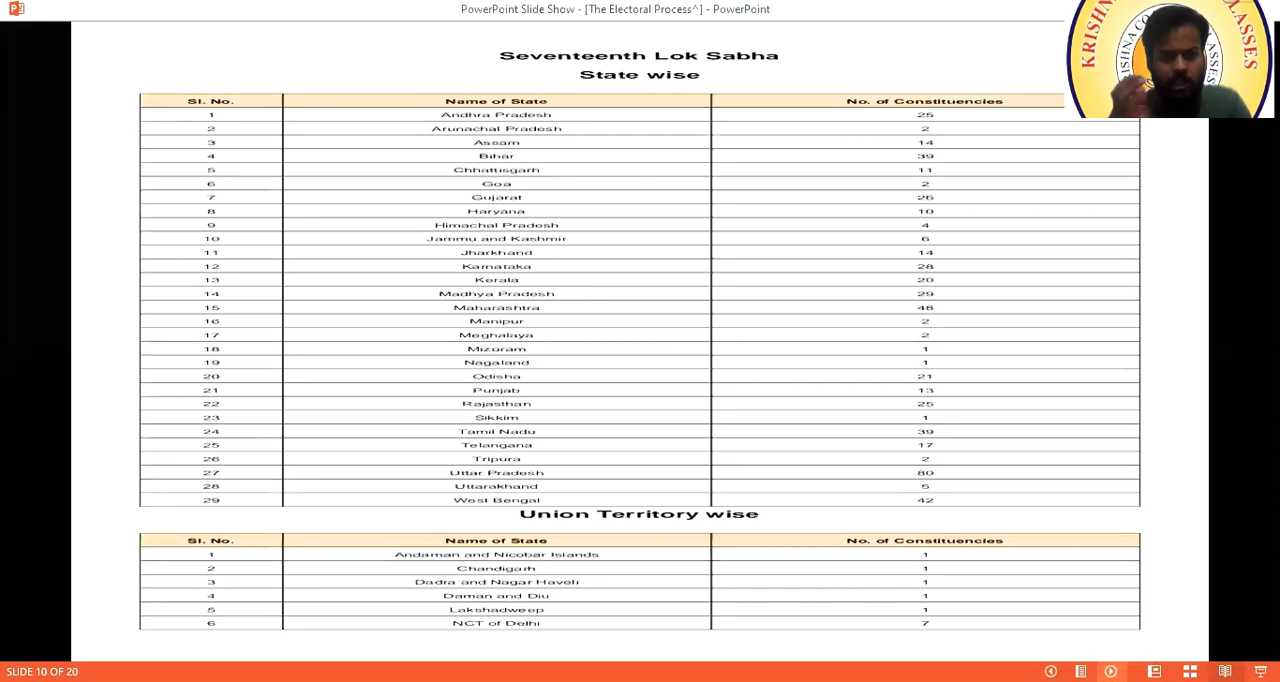 PowerPoint Slide Show - [The Electoral Process^] - PowerPoint
Seventeenth Lok Sabha
State wise
Sl. No. Name of State No. of Constituencies
1 Andhra Pradesh 25
2 Arunachal Pradesh 2
3 Assam 14
4 Bihar 39
5 Chhattisgarh 11
6 Goa 2
7 Gujarat 26
8 Haryana 10
9 Himachal Pradesh 4
10 Jammu and Kashmir 6
11 Jharkhand 14
12 Karnataka 28
13 Kerala 20
14 Madhya Pradesh 29
15 Maharashtra 48
16 Manipur 2
17 Meghalaya 2
18 Mizoram 1
19 Nagaland 1
20 Odisha 21
21 Punjab 13
22 Rajasthan 25
23 Sikkim 1
24 Tamil Nadu 39
25 Telangana 17
26 Tripura 2
27 Uttar Pradesh 80
28 Uttarakhand 5
29 West Bengal 42
Union Territory wise
Sl. No. Name of State No. of Constituencies
1 Andaman and Nicobar Islands 1
2 Chandigarh 1
3 Dadra and Nagar Haveli 1
4 Daman and Diu 1
5 Lakshadweep 1
6 NCT of Delhi 7
SLIDE 10 OF 20